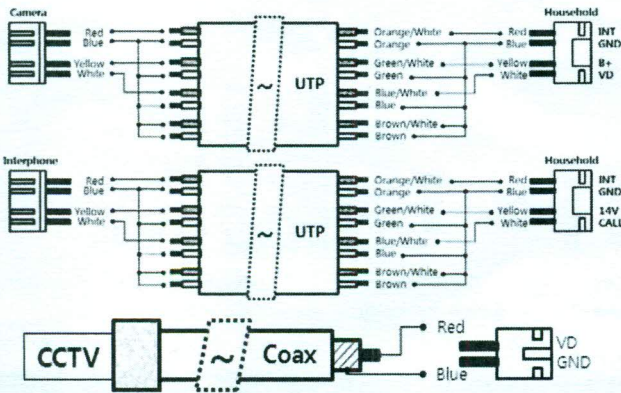 Camera Household
Red Orange/White Red INT
Blue Orange Blue GND
Yellow Green/White Yellow B+
White Green White VD
~ UTP
Blue/White
Blue
Brown/White
Brown
Interphone Household
Red Orange/White Red INT
Blue Orange Blue GND
Yellow Green/White Yellow 14V
White Green White CALL
~ UTP
Blue/White
Blue
Brown/White
Brown
CCTV ~ Coax
Red
Blue
VD
GND